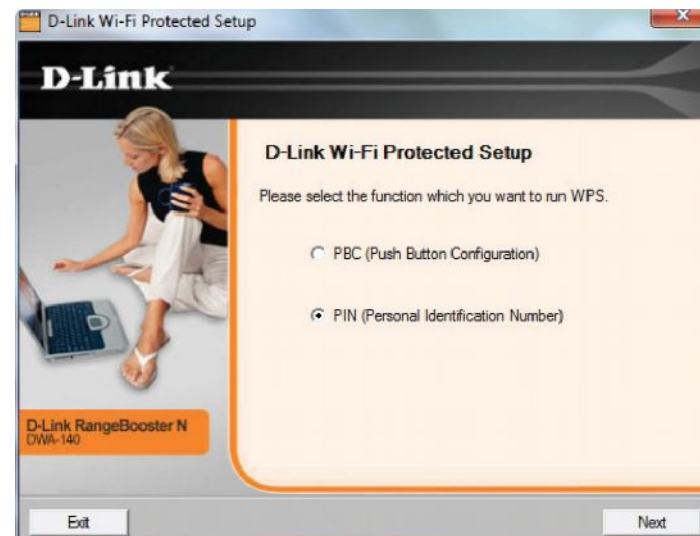 D-Link Wi-Fi Protected Setup
D-Link
D-Link Wi-Fi Protected Setup
Please select the function which you want to run WPS.
PBC (Push Button Configuration)
PIN (Personal Identification Number)
D-Link RangeBooster N
DWA-140
Exit
Next